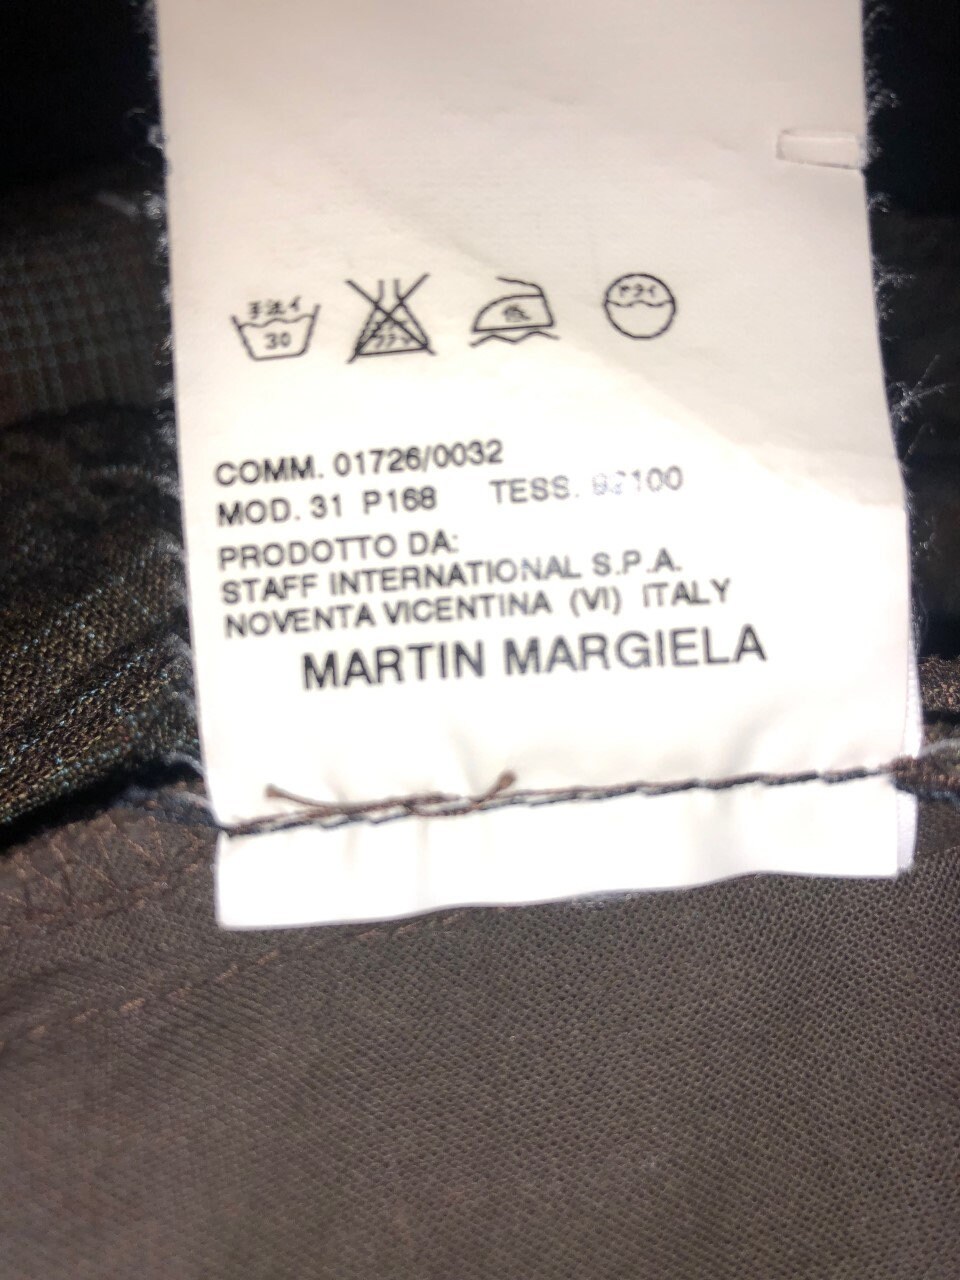 手洗イ 30 低 ドライ
COMM. 01726/0032
MOD. 31 P168 TESS. 100
PRODOTTO DA:
STAFF INTERNATIONAL S.P.A.
NOVENTA VICENTINA (VI) ITALY
MARTIN MARGIELA